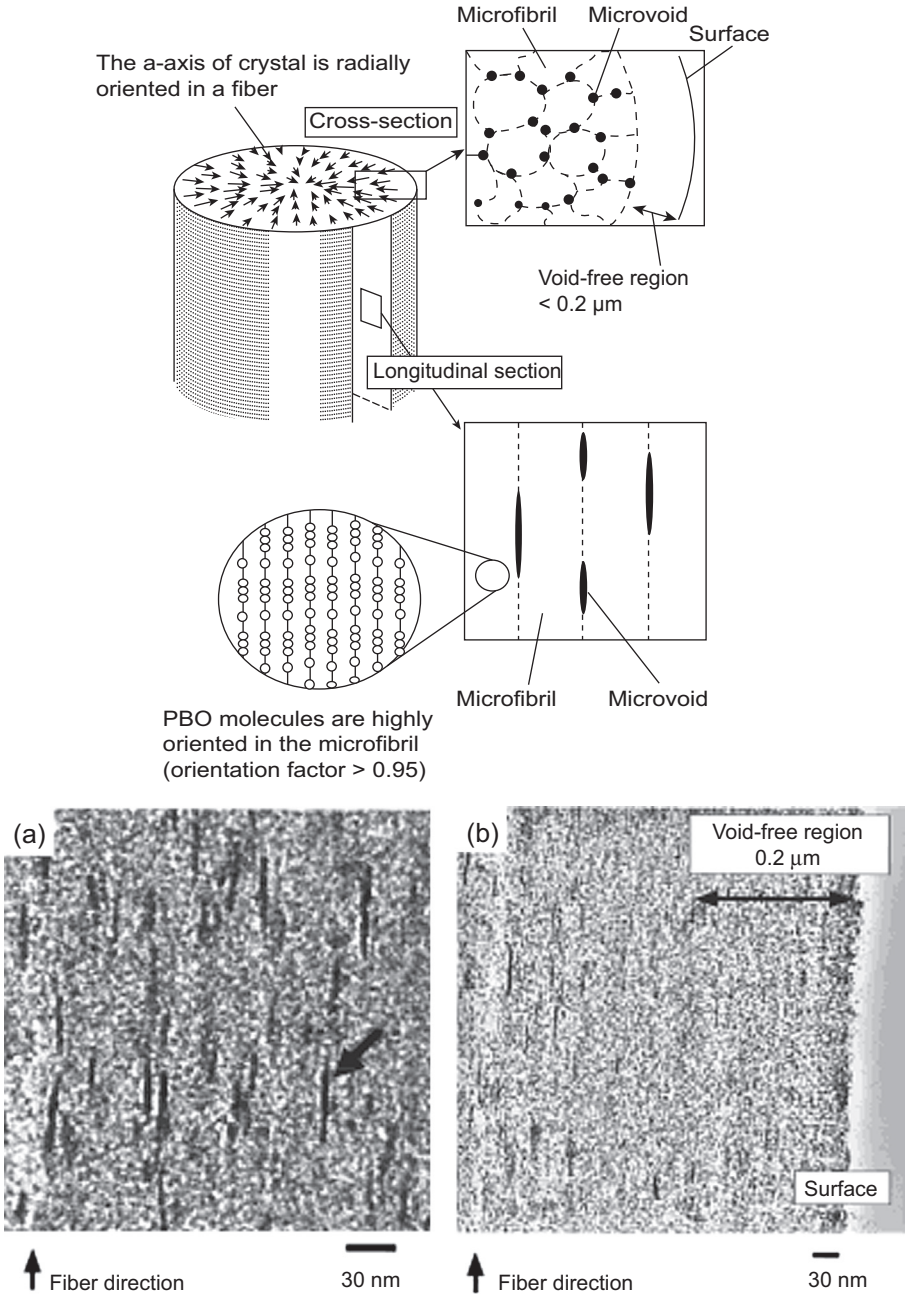 Microfibril
Microvoid
Surface
The a-axis of crystal is radially
oriented in a fiber
Cross-section
Void-free region
< 0.2 μm
Longitudinal section
Microfibril
Microvoid
PBO molecules are highly
oriented in the microfibril
(orientation factor > 0.95)
(a)
(b)
Void-free region
0.2 μm
Surface
Fiber direction
30 nm
Fiber direction
30 nm